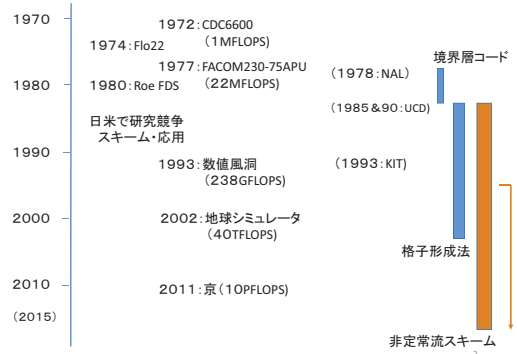 1970
1972：CDC6600
（1MFLOPS）
1974：Flo22
境界層コード
1977：FACOM230-75APU
（22MFLOPS）
（1978：NAL）
1980
1980：Roe FDS
（1985＆90：UCD）
日米で研究競争
スキーム・応用
1990
1993：数値風洞
（238GFLOPS）
（1993：KIT）
2000
2002：地球シミュレータ
（40TFLOPS）
格子形成法
2010
2011：京（10PFLOPS）
（2015）
非定常流スキーム